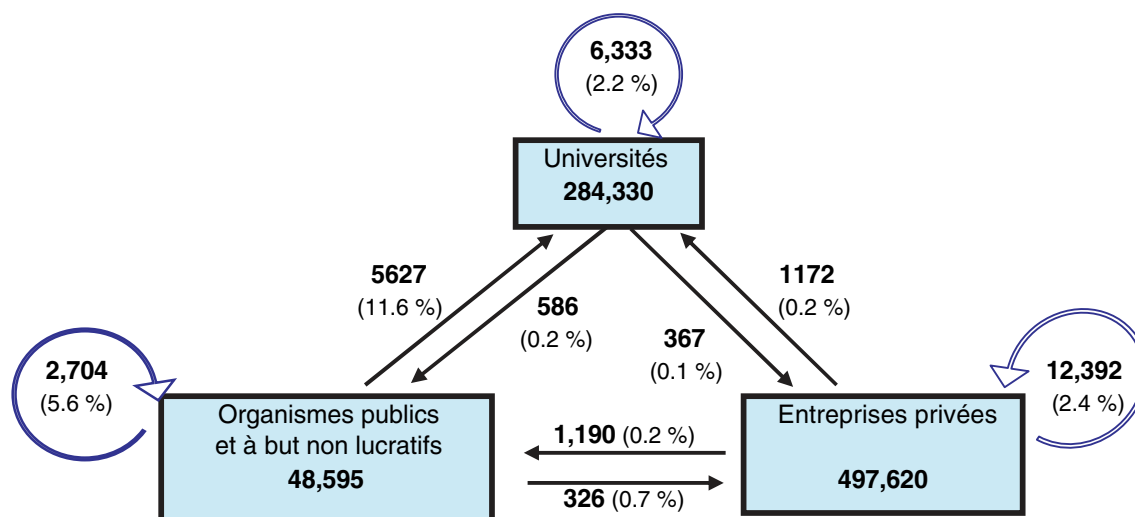 6,333
(2.2 %)
Universités
284,330
5627
(11.6 %)
586
(0.2 %)
1172
(0.2 %)
367
(0.1 %)
2,704
(5.6 %)
12,392
(2.4 %)
Organismes publics
et à but non lucratifs
48,595
1,190 (0.2 %)
326 (0.7 %)
Entreprises privées
497,620